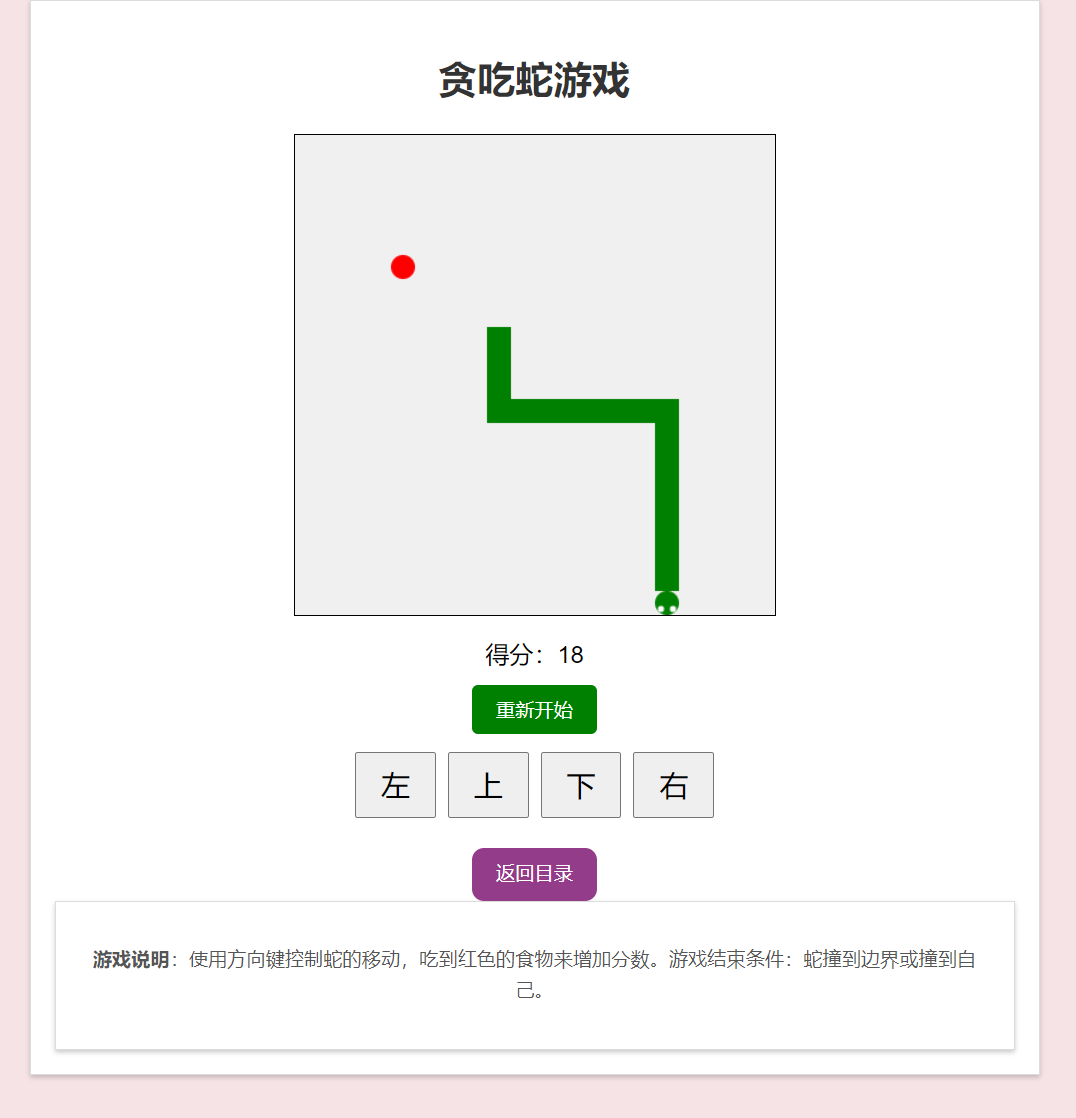 贪吃蛇游戏
得分：18
重新开始
左 上 下 右
返回目录
游戏说明：使用方向键控制蛇的移动，吃到红色的食物来增加分数。游戏结束条件：蛇撞到边界或撞到自
己。